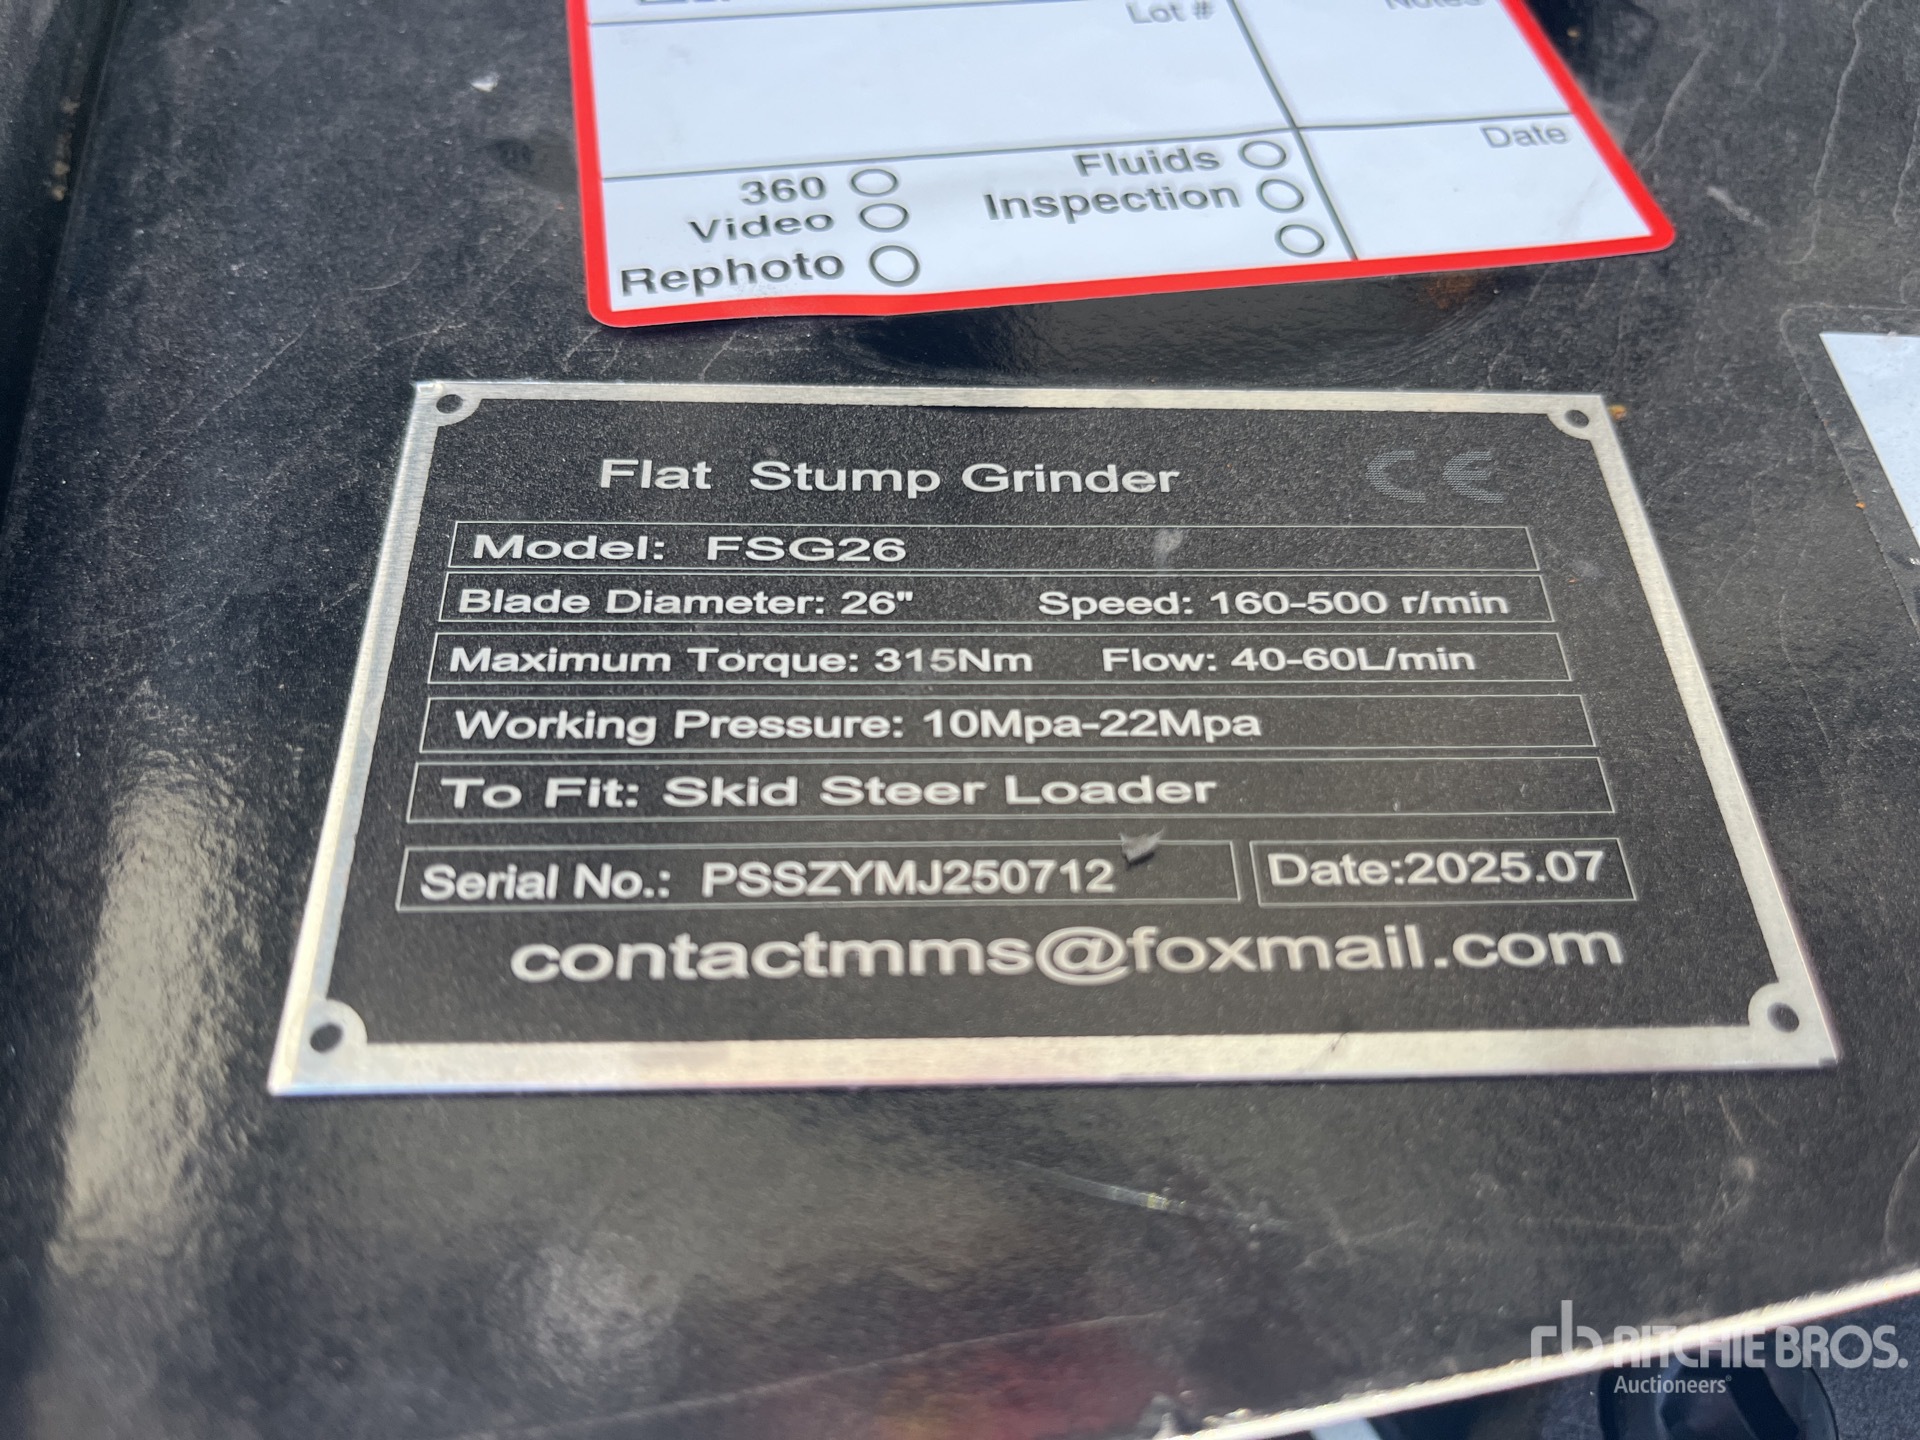 Lot #
Notes
Date
360
Video
Rephoto
Fluids
Inspection
Flat Stump Grinder CE
Model: FSG26
Blade Diameter: 26" Speed: 160-500 r/min
Maximum Torque: 315Nm Flow: 40-60L/min
Working Pressure: 10Mpa-22Mpa
To Fit: Skid Steer Loader
Serial No.: PSSZYMJ250712 Date:2025.07
contactmms@foxmail.com
rb RITCHIE BROS.
Auctioneers